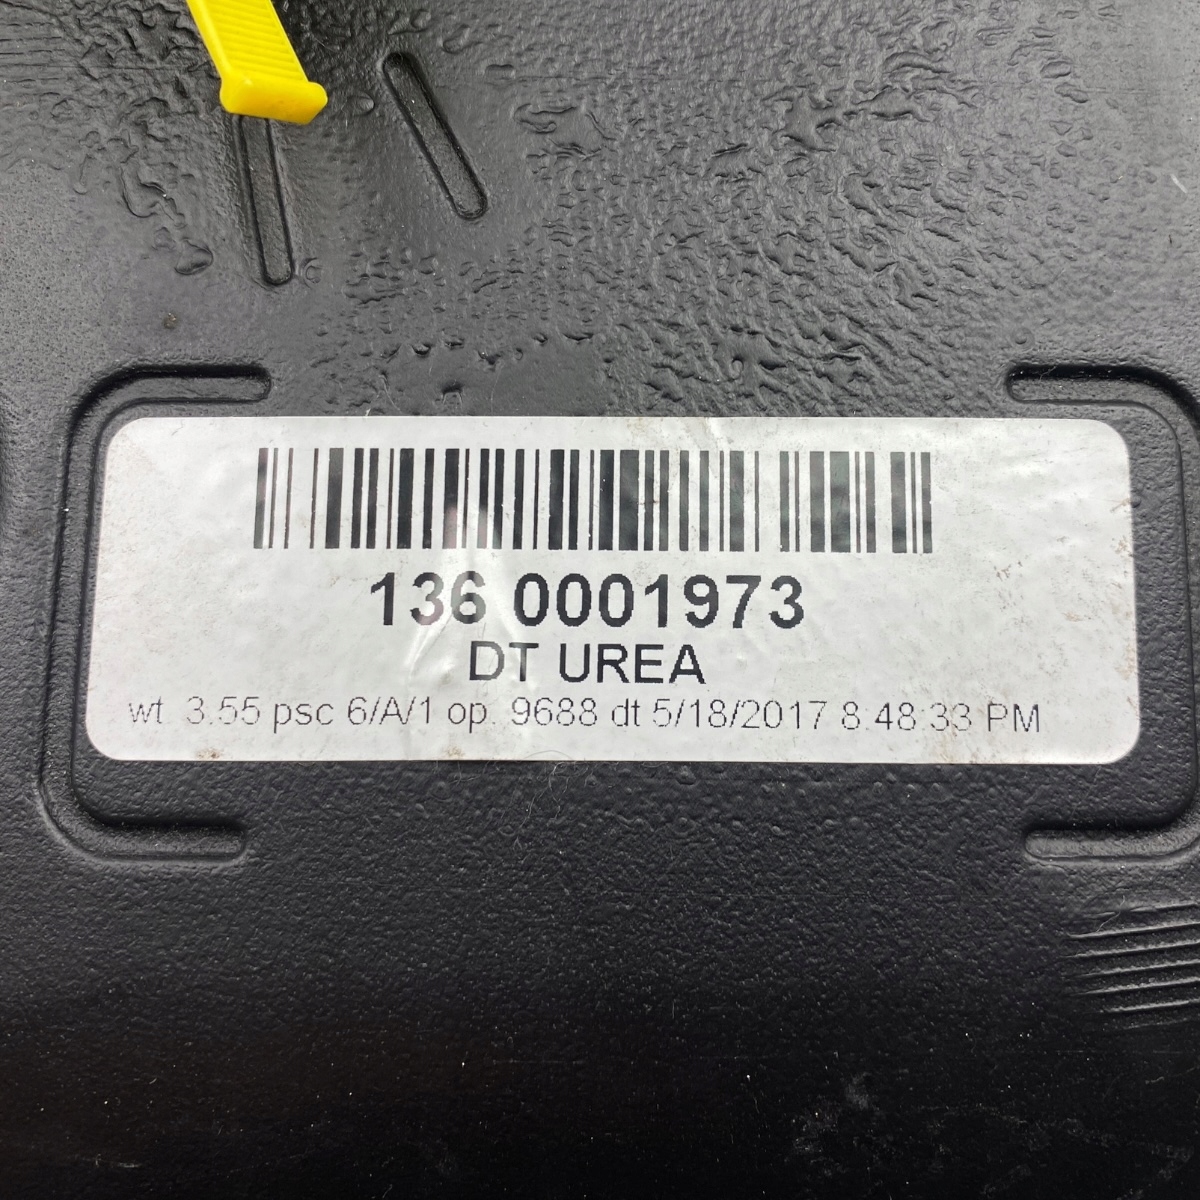 136 0001973
DT UREA
wt. 3.55 psc 6/A/1 op. 9688 dt 5/18/2017 8:48:33 PM